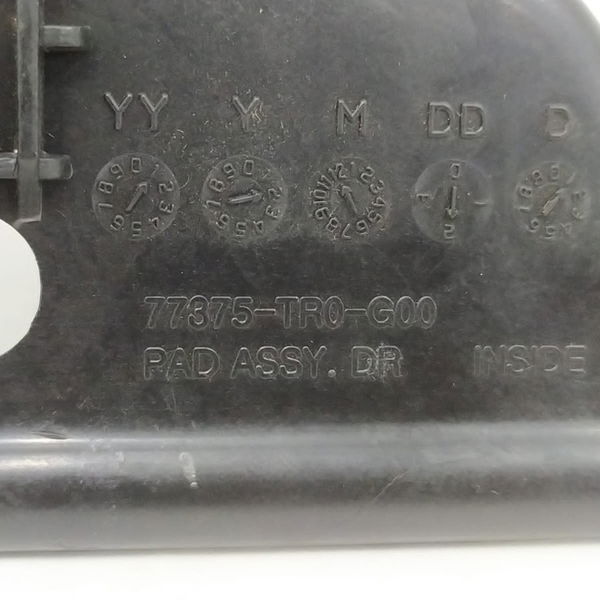 YY Y M DD D
77375-TR0-G00
PAD ASSY. DR INSIDE